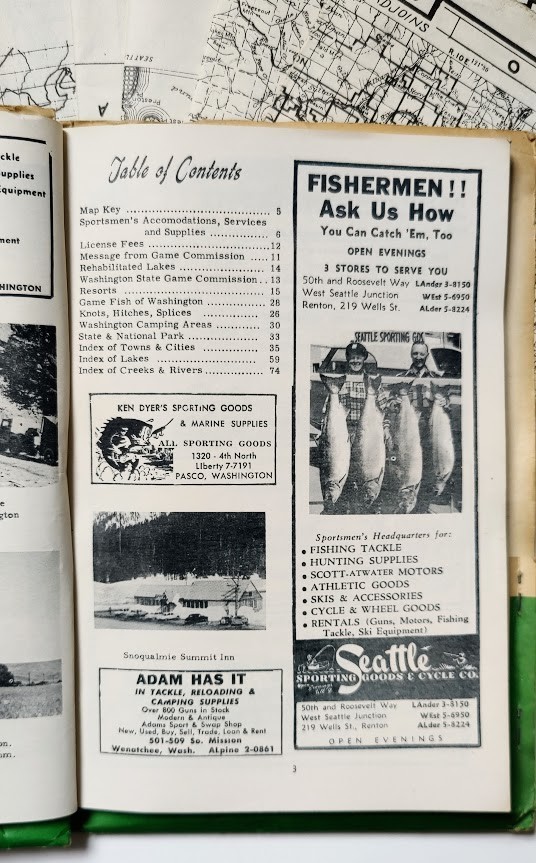 ADJOINS
R 10 E
O
SEATTL
A
ckle
upplies
Equipment
ment
HINGTON
e
gton
on.
nm.
Table of Contents
Map Key ................................ 5
Sportsmen's Accomodations, Services
and Supplies ................ 6
License Fees ............................12
Message from Game Commission ..... 11
Rehabilitated Lakes .................... 14
Washington State Game Commission . . 13
Resorts ................................ 15
Game Fish of Washington ............... 28
Knots, Hitches, Splices .................. 26
Washington Camping Areas ............ 30
State & National Park .................. 33
Index of Towns & Cities ............... 35
Index of Lakes ......................... 59
Index of Creeks & Rivers............... 74
KEN DYER'S SPORTING GOODS
& MARINE SUPPLIES
ALL SPORTING GOODS
1320 - 4th North
LIberty 7-7191
PASCO, WASHINGTON
Snoqualmie Summit Inn
ADAM HAS IT
IN TACKLE, RELOADING &
CAMPING SUPPLIES
Over 800 Guns in Stock
Modern & Antique
Adams Sport & Swap Shop
New, Used, Buy, Sell, Trade, Loan & Rent
501-509 So. Mission
Wenatchee, Wash. ALpine 2-0861
FISHERMEN!!
Ask Us How
You Can Catch 'Em, Too
OPEN EVENINGS
3 STORES TO SERVE YOU
50th and Roosevelt Way LAnder 3-8150
West Seattle Junction WEst 5-6950
Renton, 219 Wells St. ALder 5-8224
SEATTLE SPORTING GDS
Sportsmen's Headquarters for:
• FISHING TACKLE
• HUNTING SUPPLIES
• SCOTT-ATWATER MOTORS
• ATHLETIC GOODS
• SKIS & ACCESSORIES
• CYCLE & WHEEL GOODS
• RENTALS (Guns, Motors, Fishing
Tackle, Ski Equipment)
Seattle
SPORTING GOODS & CYCLE CO.
50th and Roosevelt Way LAnder 3-8150
West Seattle Junction WEst 5-6950
219 Wells St., Renton ALder 5-8224
OPEN EVENINGS
3